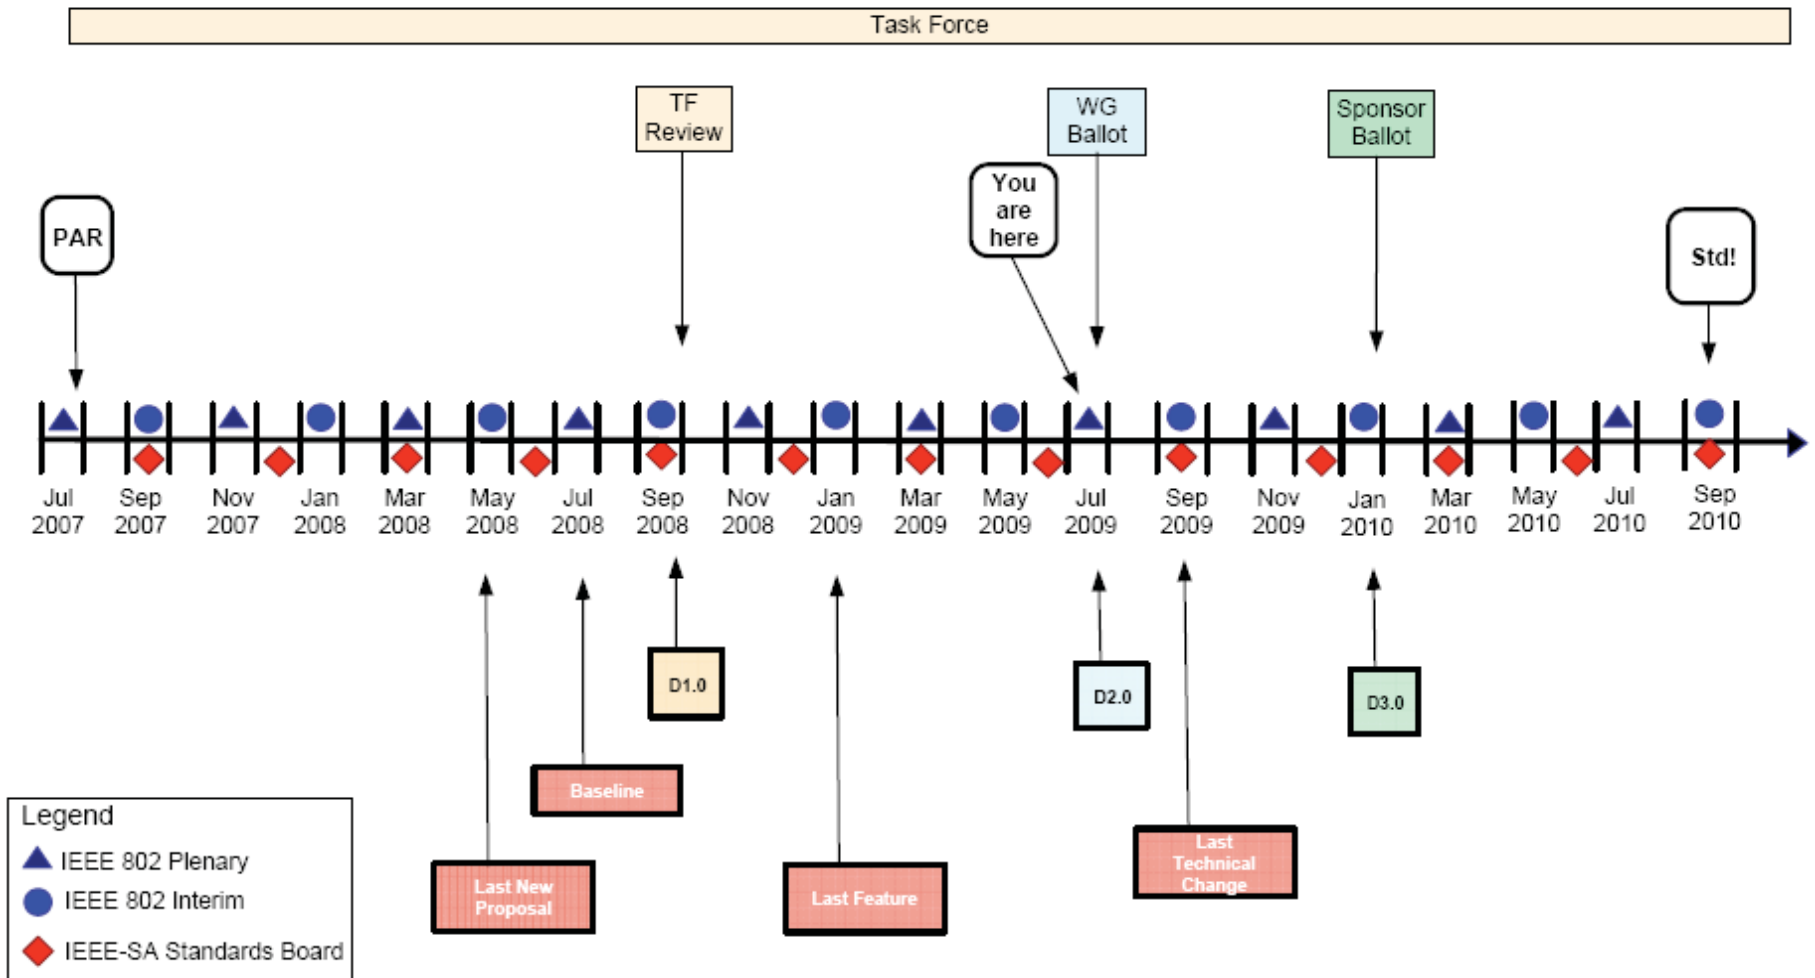 Task Force
TF
Review
WG
Ballot
Sponsor
Ballot
PAR
You
are
here
Std!
Jul
2007
Sep
2007
Nov
2007
Jan
2008
Mar
2008
May
2008
Jul
2008
Sep
2008
Nov
2008
Jan
2009
Mar
2009
May
2009
Jul
2009
Sep
2009
Nov
2009
Jan
2010
Mar
2010
May
2010
Jul
2010
Sep
2010
D1.0
D2.0
D3.0
Baseline
Last New
Proposal
Last Feature
Last
Technical
Change
Legend
IEEE 802 Plenary
IEEE 802 Interim
IEEE-SA Standards Board